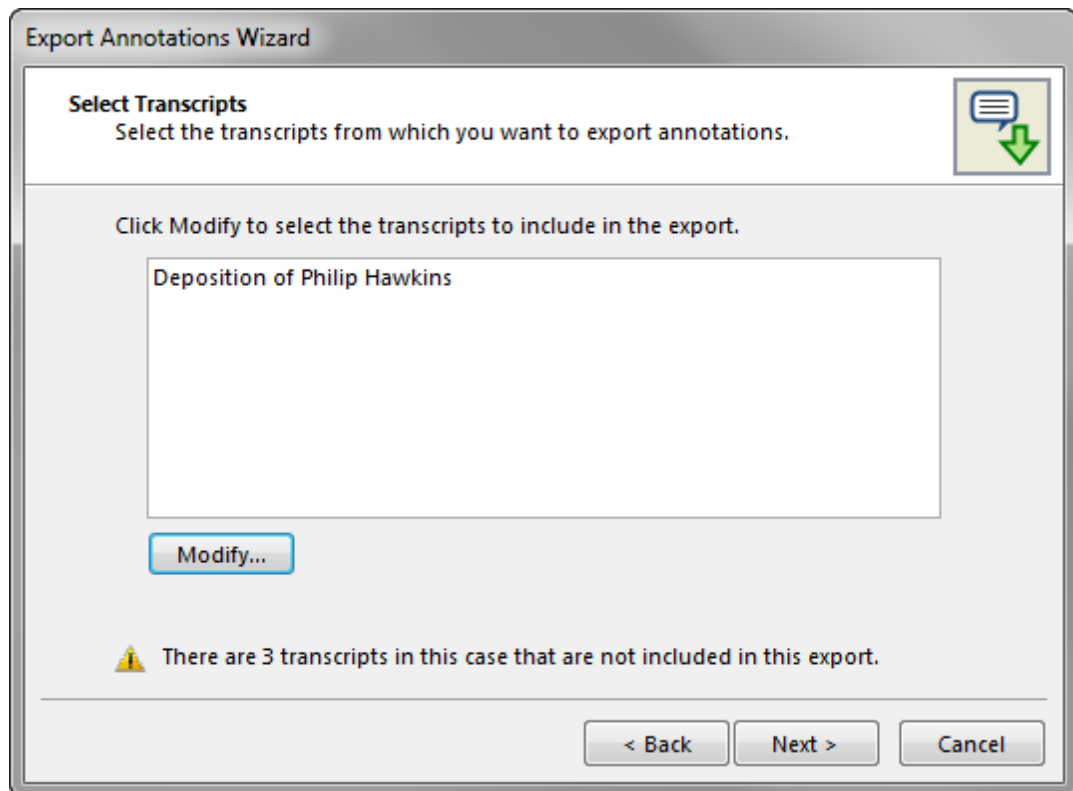 Export Annotations Wizard
Select Transcripts
Select the transcripts from which you want to export annotations.
Click Modify to select the transcripts to include in the export.
Deposition of Philip Hawkins
Modify...
There are 3 transcripts in this case that are not included in this export.
< Back
Next >
Cancel